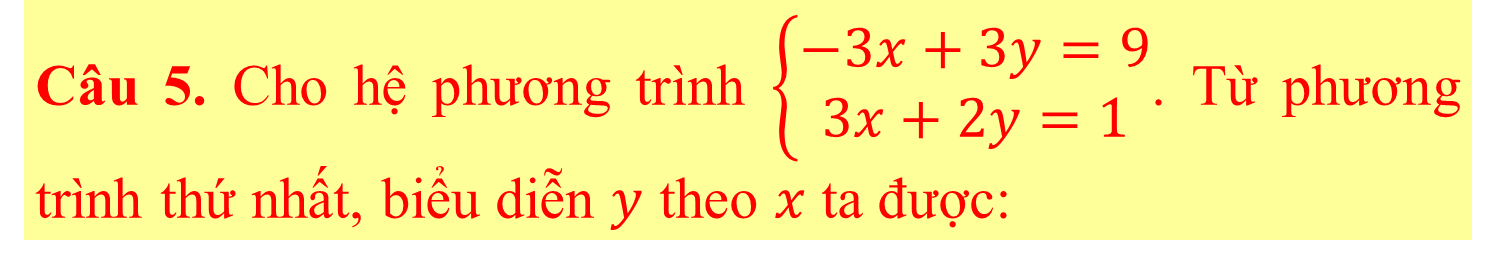 Câu 5. Cho hệ phương trình {−3x + 3y = 9
3x + 2y = 1. Từ phương
trình thứ nhất, biểu diễn y theo x ta được: